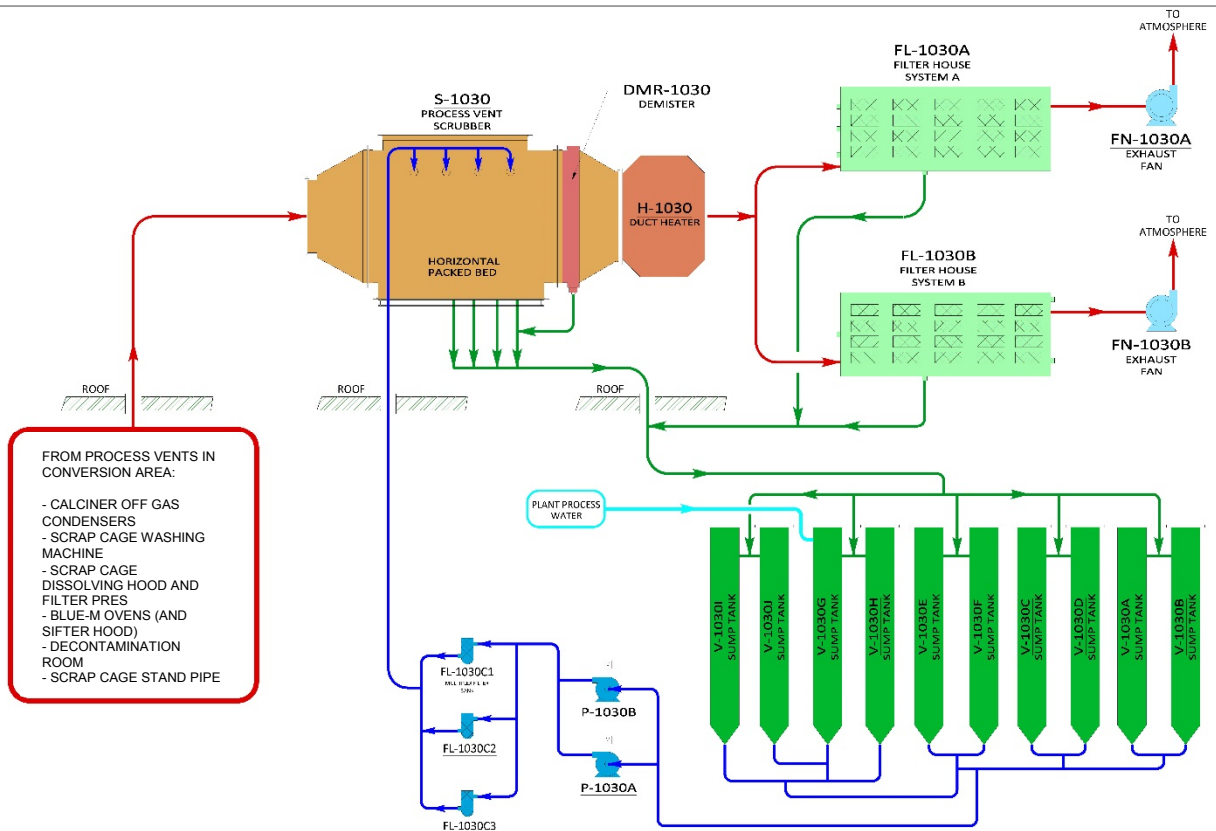 TO
ATMOSPHERE
FL-1030A
FILTER HOUSE
SYSTEM A
S-1030
PROCESS VENT
SCRUBBER
DMR-1030
DEMISTER
FN-1030A
EXHAUST
FAN
H-1030
DUCT HEATER
TO
ATMOSPHERE
FL-1030B
FILTER HOUSE
SYSTEM B
HORIZONTAL
PACKED BED
FN-1030B
EXHAUST
FAN
ROOF
ROOF
ROOF
FROM PROCESS VENTS IN
CONVERSION AREA:
- CALCINER OFF GAS
CONDENSERS
- SCRAP CAGE WASHING
MACHINE
- SCRAP CAGE
DISSOLVING HOOD AND
FILTER PRES
- BLUE-M OVENS (AND
SIFTER HOOD)
- DECONTAMINATION
ROOM
- SCRAP CAGE STAND PIPE
PLANT PROCESS
WATER
V-1030I
SUMP TANK
V-1030J
SUMP TANK
V-1030G
SUMP TANK
V-1030H
SUMP TANK
V-1030E
SUMP TANK
V-1030F
SUMP TANK
V-1030C
SUMP TANK
V-1030D
SUMP TANK
V-1030A
SUMP TANK
V-1030B
SUMP TANK
FL-1030C1
P-1030B
FL-1030C2
P-1030A
FL-1030C3